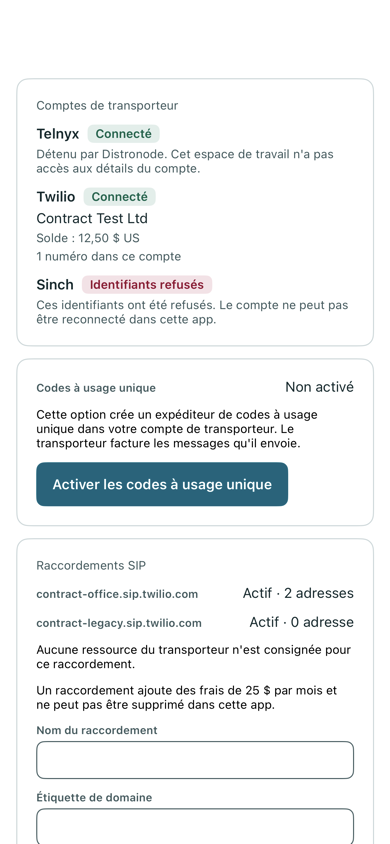 Comptes de transporteur
Telnyx Connecté
Détenu par Distronode. Cet espace de travail n'a pas
accès aux détails du compte.
Twilio Connecté
Contract Test Ltd
Solde : 12,50 $ US
1 numéro dans ce compte
Sinch Identifiants refusés
Ces identifiants ont été refusés. Le compte ne peut pas
être reconnecté dans cette app.
Codes à usage unique Non activé
Cette option crée un expéditeur de codes à usage
unique dans votre compte de transporteur. Le
transporteur facture les messages qu'il envoie.
Activer les codes à usage unique
Raccordements SIP
contract-office.sip.twilio.com Actif · 2 adresses
contract-legacy.sip.twilio.com Actif · 0 adresse
Aucune ressource du transporteur n'est consignée pour
ce raccordement.
Un raccordement ajoute des frais de 25 $ par mois et
ne peut pas être supprimé dans cette app.
Nom du raccordement
Étiquette de domaine